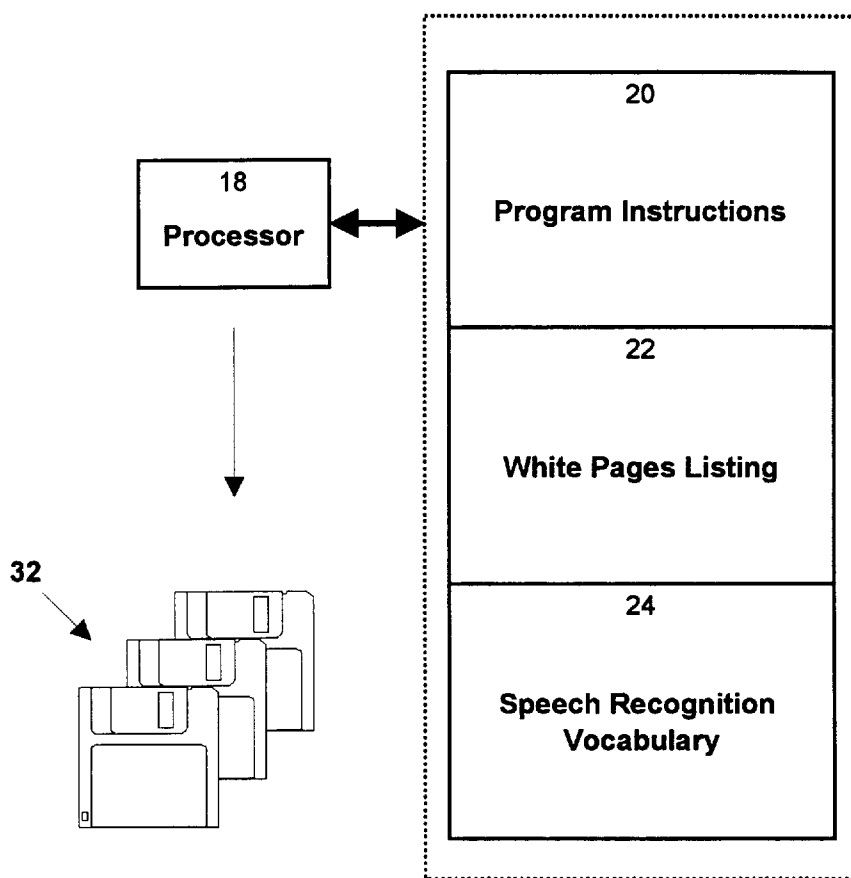 18
Processor
32
20
Program Instructions
22
White Pages Listing
24
Speech Recognition
Vocabulary